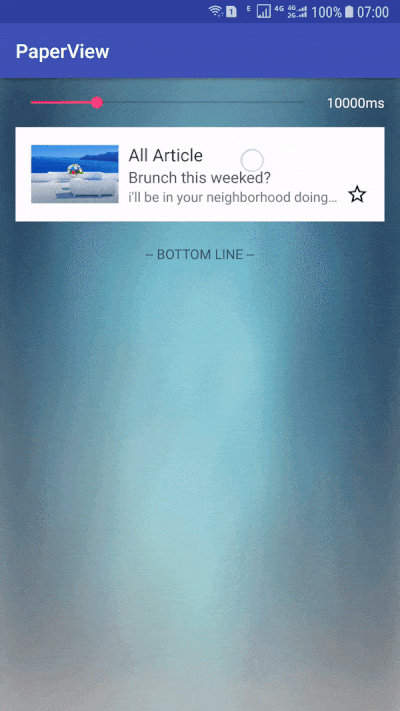 1 E 4G 4G 2G 100% 07:00
PaperView
10000ms
All Article
Brunch this weeked?
i'll be in your neighborhood doing...
-- BOTTOM LINE --